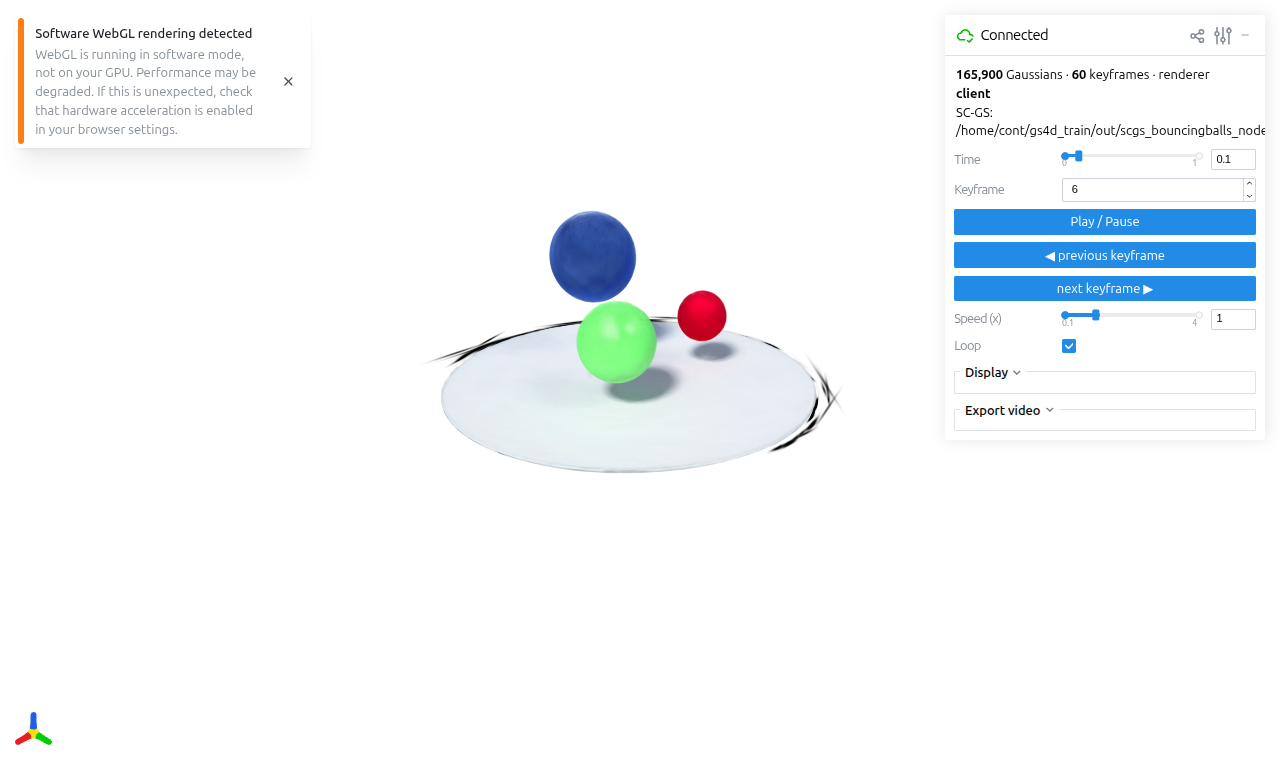 Software WebGL rendering detected
WebGL is running in software mode,
not on your GPU. Performance may be
degraded. If this is unexpected, check
that hardware acceleration is enabled
in your browser settings.
Connected
165,900 Gaussians · 60 keyframes · renderer
client
SC-GS:
/home/cont/gs4d_train/out/scgs_bouncingballs_node
Time
0
1
0.1
Keyframe
6
Play / Pause
◀ previous keyframe
next keyframe ▶
Speed (x)
0.1
4
1
Loop
Display
Export video